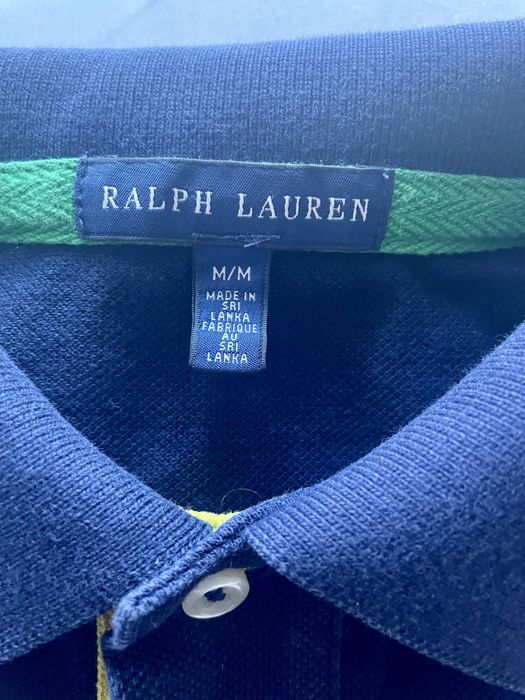 RALPH LAUREN
M/M
MADE IN
SRI
LANKA
FABRIQUE
AU
SRI
LANKA